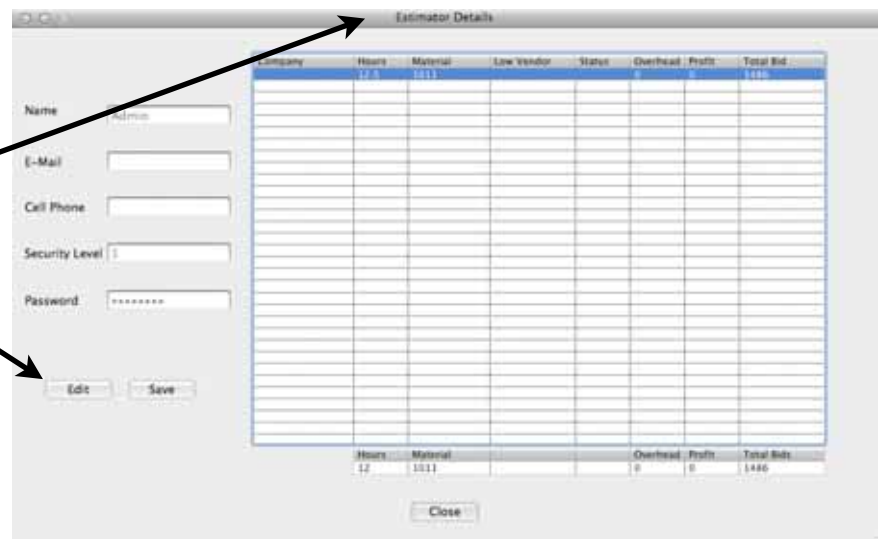 Estimator Details
Company Hours Material Low Vendor Status Overhead Profit Total Bid
12.5 1011 0 0 1446
Name Admin
E-Mail
Cell Phone
Security Level 1
Password ********
Edit Save
Hours Material Overhead Profit Total Bids
12 1011 0 0 1446
Close